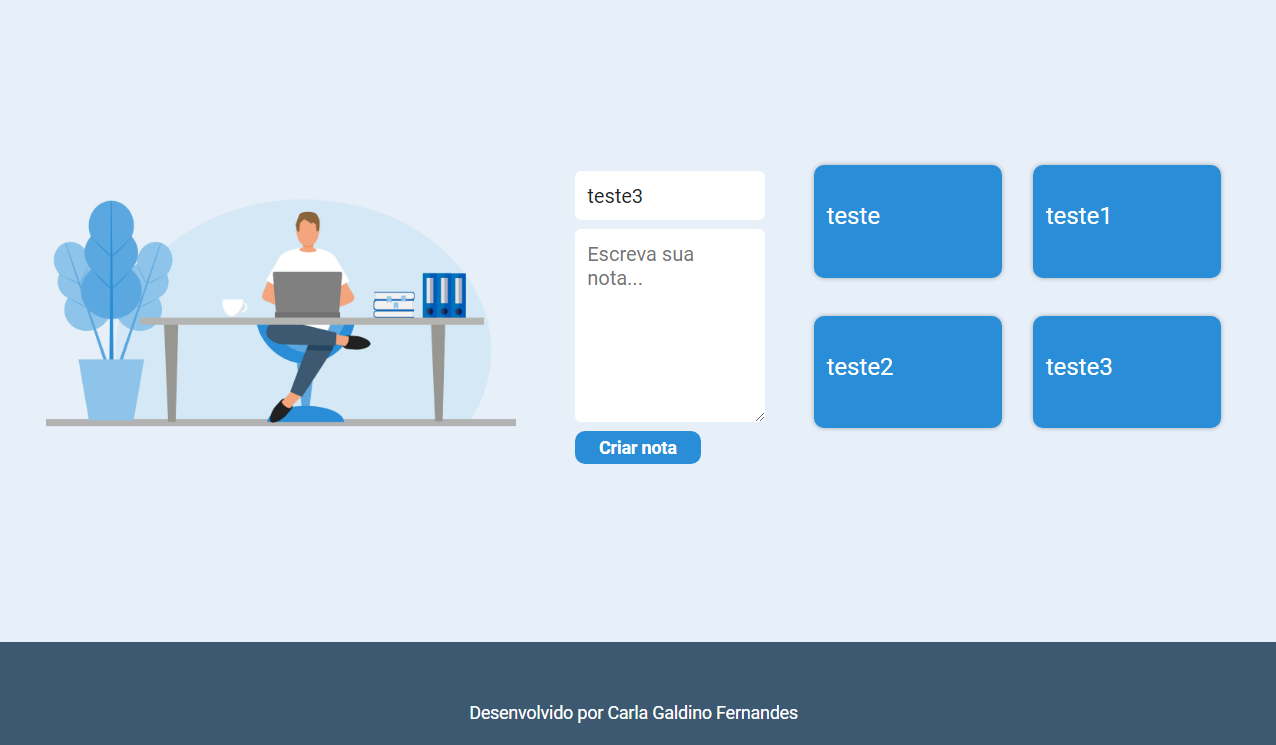 teste3
Escreva sua
nota...
Criar nota
teste
teste1
teste2
teste3
Desenvolvido por Carla Galdino Fernandes